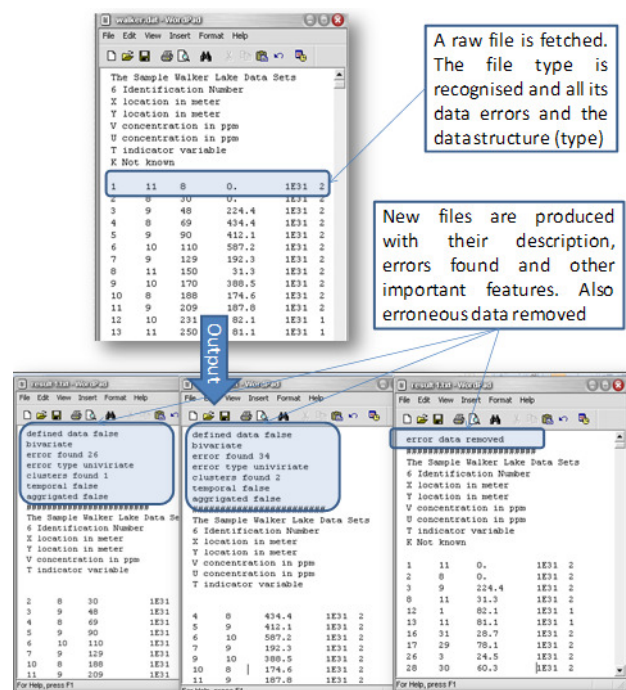 walker.dat - WordPad
File Edit View Insert Format Help
The Sample Walker Lake Data Sets
6 Identification Number
X location in meter
Y location in meter
V concentration in ppm
U concentration in ppm
T indicator variable
K Not known
1 11 8 0. 1E31 2
2 8 30 0. 1E31 2
3 9 48 224.4 1E31 2
4 8 69 434.4 1E31 2
5 9 90 412.1 1E31 2
6 10 110 587.2 1E31 2
7 9 129 192.3 1E31 2
8 11 150 31.3 1E31 2
9 10 170 388.5 1E31 2
10 8 188 174.6 1E31 2
11 9 209 187.8 1E31 2
12 10 231 82.1 1E31 1
13 11 250 81.1 1E31 1
A raw file is fetched.
The file type is
recognised and all its
data errors and the
datastructure (type)
New files are produced
with their description,
errors found and other
important features. Also
erroneous data removed
Output
WordPad
File Edit View Insert Format Help
defined data false
bivariate
error found 26
error type univiriate
clusters found 1
temporal false
aggrigated false
The Sample Walker Lake Data Se
6 Identification Number
X location in meter
Y location in meter
V concentration in ppm
U concentration in ppm
T indicator variable
2 8 30 1E31
3 9 48 1E31
4 8 69 1E31
5 9 90 1E31
6 10 110 1E31
7 9 129 1E31
10 8 188 1E31
11 9 209 1E31
For Help, press F1
WordPad
File Edit View Insert Format Help
defined data false
bivariate
error found 34
error type univiriate
clusters found 2
temporal false
aggrigated false
The Sample Walker Lake Data Sets
6 Identification Number
X location in meter
Y location in meter
V concentration in ppm
U concentration in ppm
T indicator variable
4 8 434.4 1E31 2
5 9 412.1 1E31 2
6 10 587.2 1E31 2
7 9 192.3 1E31 2
9 10 388.5 1E31 2
10 8 174.6 1E31 2
11 9 187.8 1E31 2
For Help, press F1
WordPad
File Edit View Insert Format Help
error data removed
The Sample Walker Lake Data Sets
6 Identification Number
X location in meter
Y location in meter
V concentration in ppm
U concentration in ppm
T indicator variable
K Not known
1 11 0. 1E31 2
2 8 0. 1E31 2
3 9 224.4 1E31 2
8 11 31.3 1E31 2
12 1 82.1 1E31 1
13 11 81.1 1E31 1
16 31 28.7 1E31 2
17 29 78.1 1E31 2
26 3 24.5 1E31 2
28 30 60.3 1E31 2
For Help, press F1